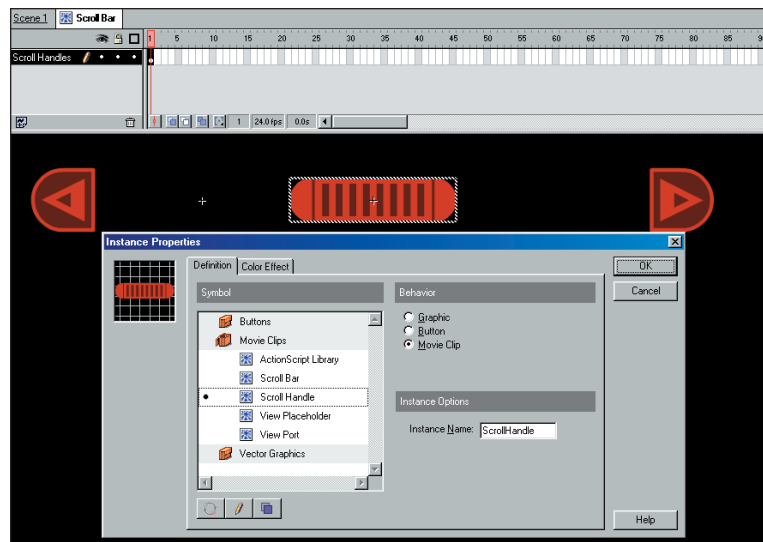 Scene 1 Scroll Bar
1 5 10 15 20 25 30 35 40 45 50 55 60 65 70 75 80 85 9
Scroll Handles
1 24.0 fps 0.0s
Instance Properties
Definition Color Effect
OK
Cancel
Symbol
Buttons
Movie Clips
ActionScript Library
Scroll Bar
Scroll Handle
View Placeholder
View Port
Vector Graphics
Behavior
Graphic
Button
Movie Clip
Instance Options
Instance Name: ScrollHandle
Help